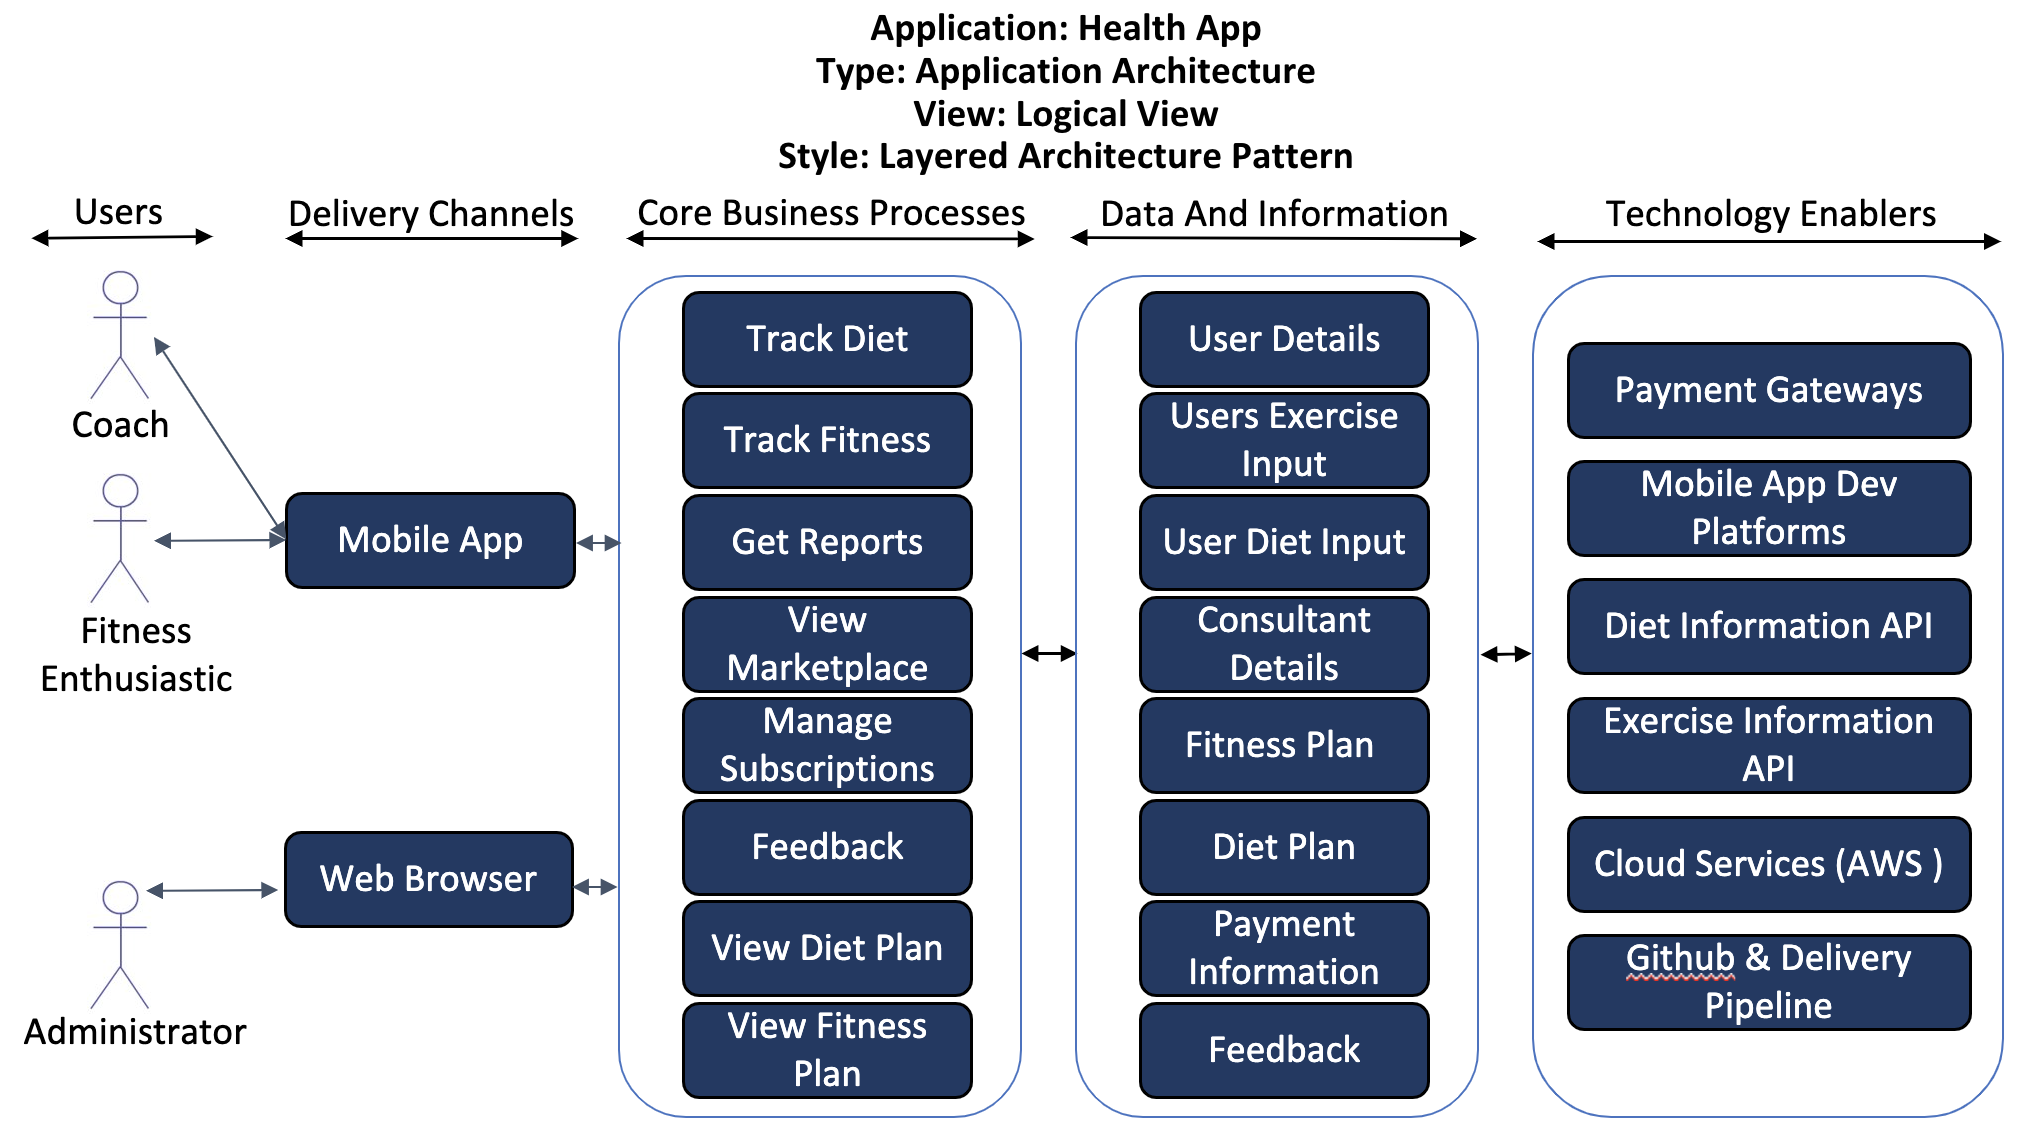 Application: Health App
Type: Application Architecture
View: Logical View
Style: Layered Architecture Pattern
Users
Delivery Channels
Core Business Processes
Data And Information
Technology Enablers
Coach
Fitness
Enthusiastic
Administrator
Mobile App
Web Browser
Track Diet
Track Fitness
Get Reports
View
Marketplace
Manage
Subscriptions
Feedback
View Diet Plan
View Fitness
Plan
User Details
Users Exercise
Input
User Diet Input
Consultant
Details
Fitness Plan
Diet Plan
Payment
Information
Feedback
Payment Gateways
Mobile App Dev
Platforms
Diet Information API
Exercise Information
API
Cloud Services (AWS )
Github & Delivery
Pipeline